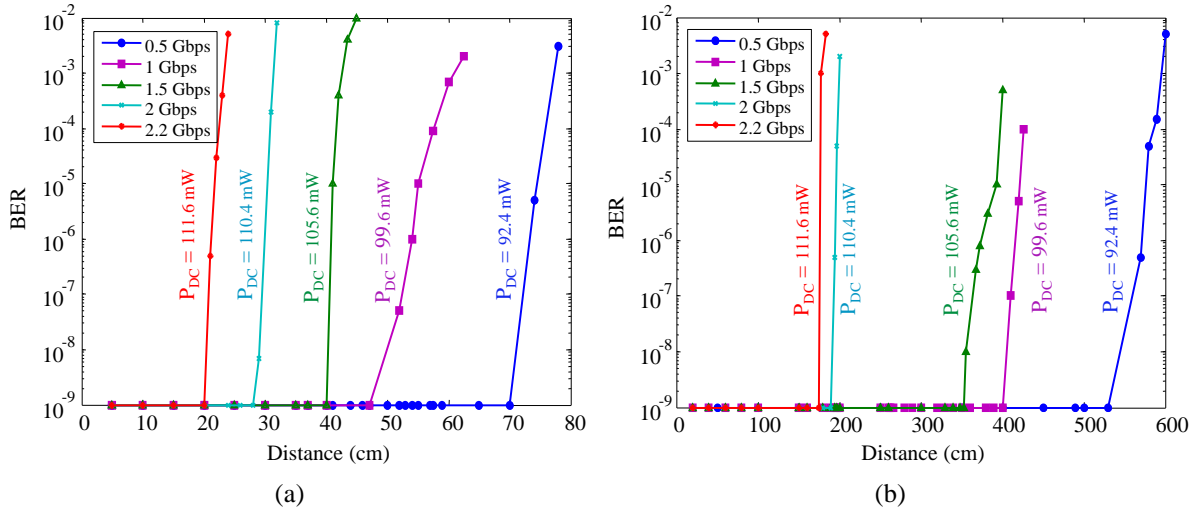 10⁻²
10⁻³
10⁻⁴
10⁻⁵
10⁻⁶
10⁻⁷
10⁻⁸
10⁻⁹
BER
0.5 Gbps
1 Gbps
1.5 Gbps
2 Gbps
2.2 Gbps
P_DC = 111.6 mW
P_DC = 110.4 mW
P_DC = 105.6 mW
P_DC = 99.6 mW
P_DC = 92.4 mW
0 10 20 30 40 50 60 70 80
Distance (cm)
(a)
10⁻²
10⁻³
10⁻⁴
10⁻⁵
10⁻⁶
10⁻⁷
10⁻⁸
10⁻⁹
BER
0.5 Gbps
1 Gbps
1.5 Gbps
2 Gbps
2.2 Gbps
P_DC = 111.6 mW
P_DC = 110.4 mW
P_DC = 105.6 mW
P_DC = 99.6 mW
P_DC = 92.4 mW
0 100 200 300 400 500 600
Distance (cm)
(b)